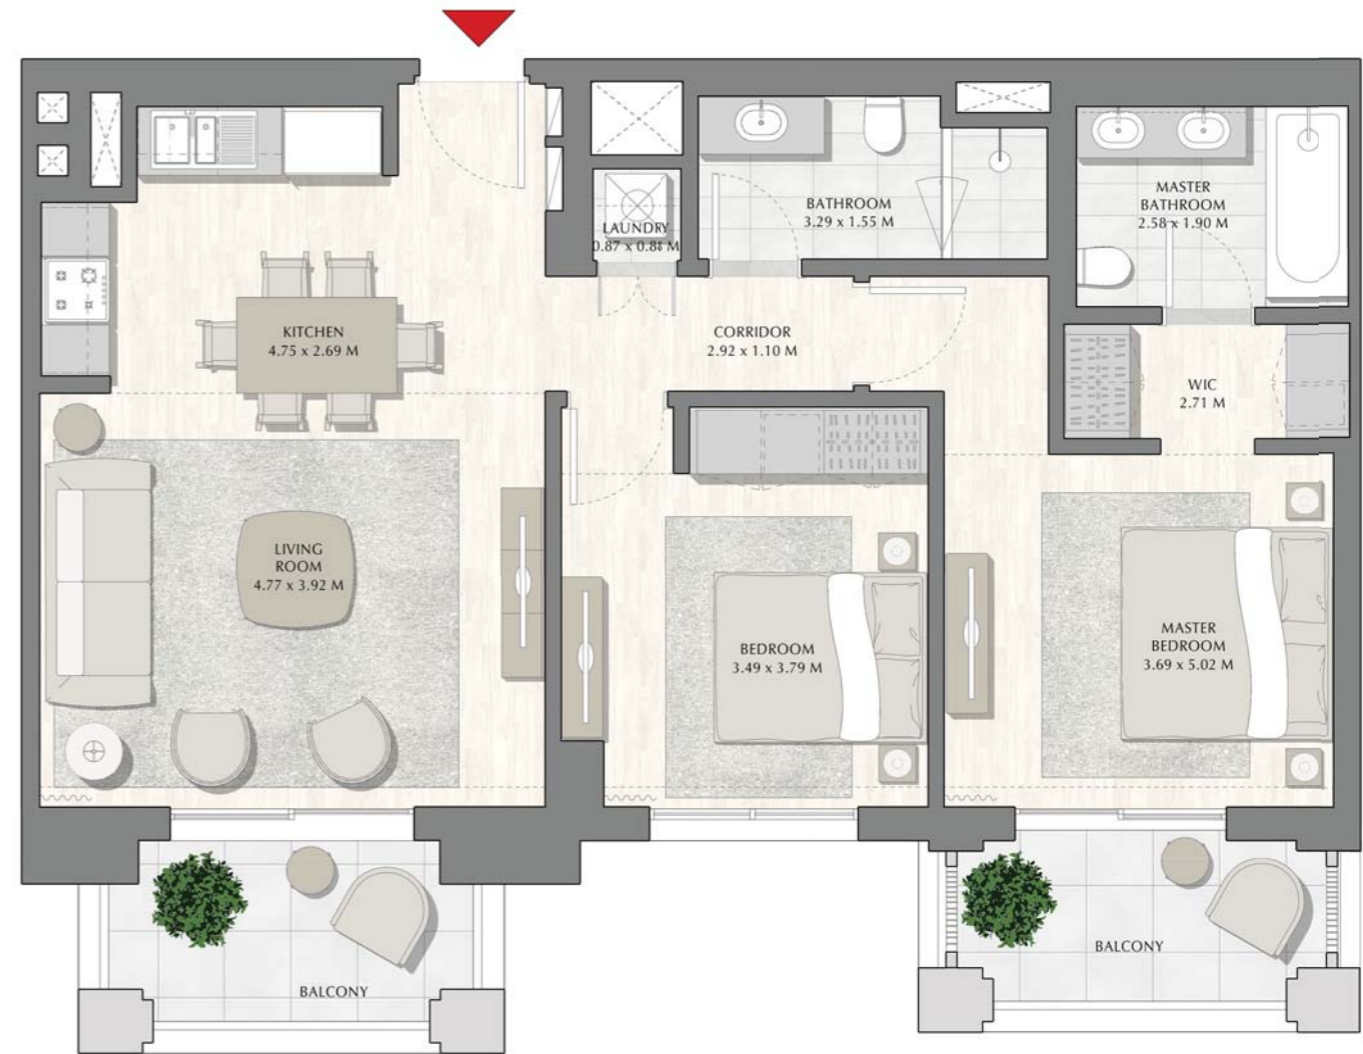 BATHROOM
3.29 x 1.55 M
MASTER
BATHROOM
2.58 x 1.90 M
LAUNDRY
0.87 x 0.88 M
KITCHEN
4.75 x 2.69 M
CORRIDOR
2.92 x 1.10 M
WIC
2.71 M
LIVING
ROOM
4.77 x 3.92 M
BEDROOM
3.49 x 3.79 M
MASTER
BEDROOM
3.69 x 5.02 M
BALCONY
BALCONY